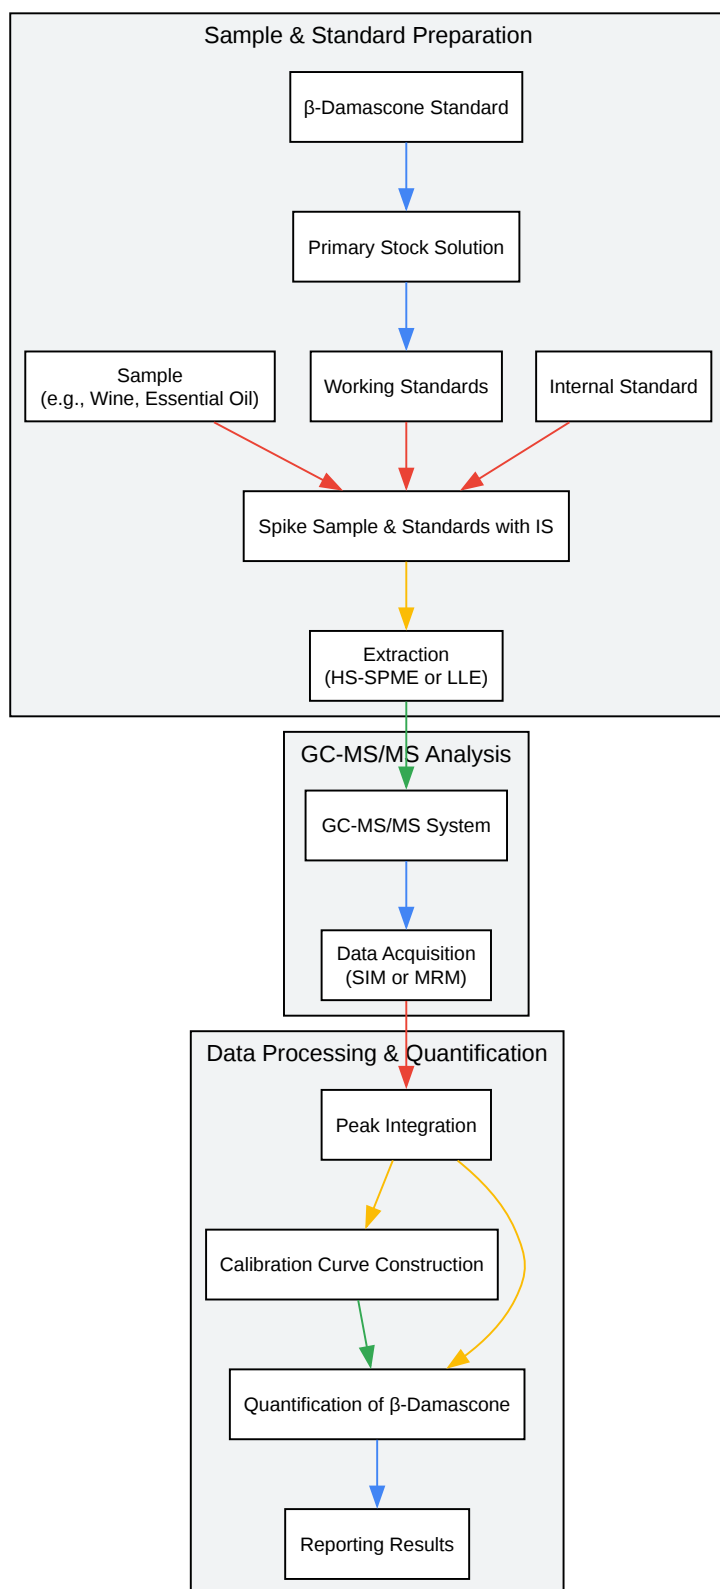 Sample & Standard Preparation
β-Damascone Standard
Primary Stock Solution
Sample
(e.g., Wine, Essential Oil)
Working Standards
Internal Standard
Spike Sample & Standards with IS
Extraction
(HS-SPME or LLE)
GC-MS/MS Analysis
GC-MS/MS System
Data Acquisition
(SIM or MRM)
Data Processing & Quantification
Peak Integration
Calibration Curve Construction
Quantification of β-Damascone
Reporting Results